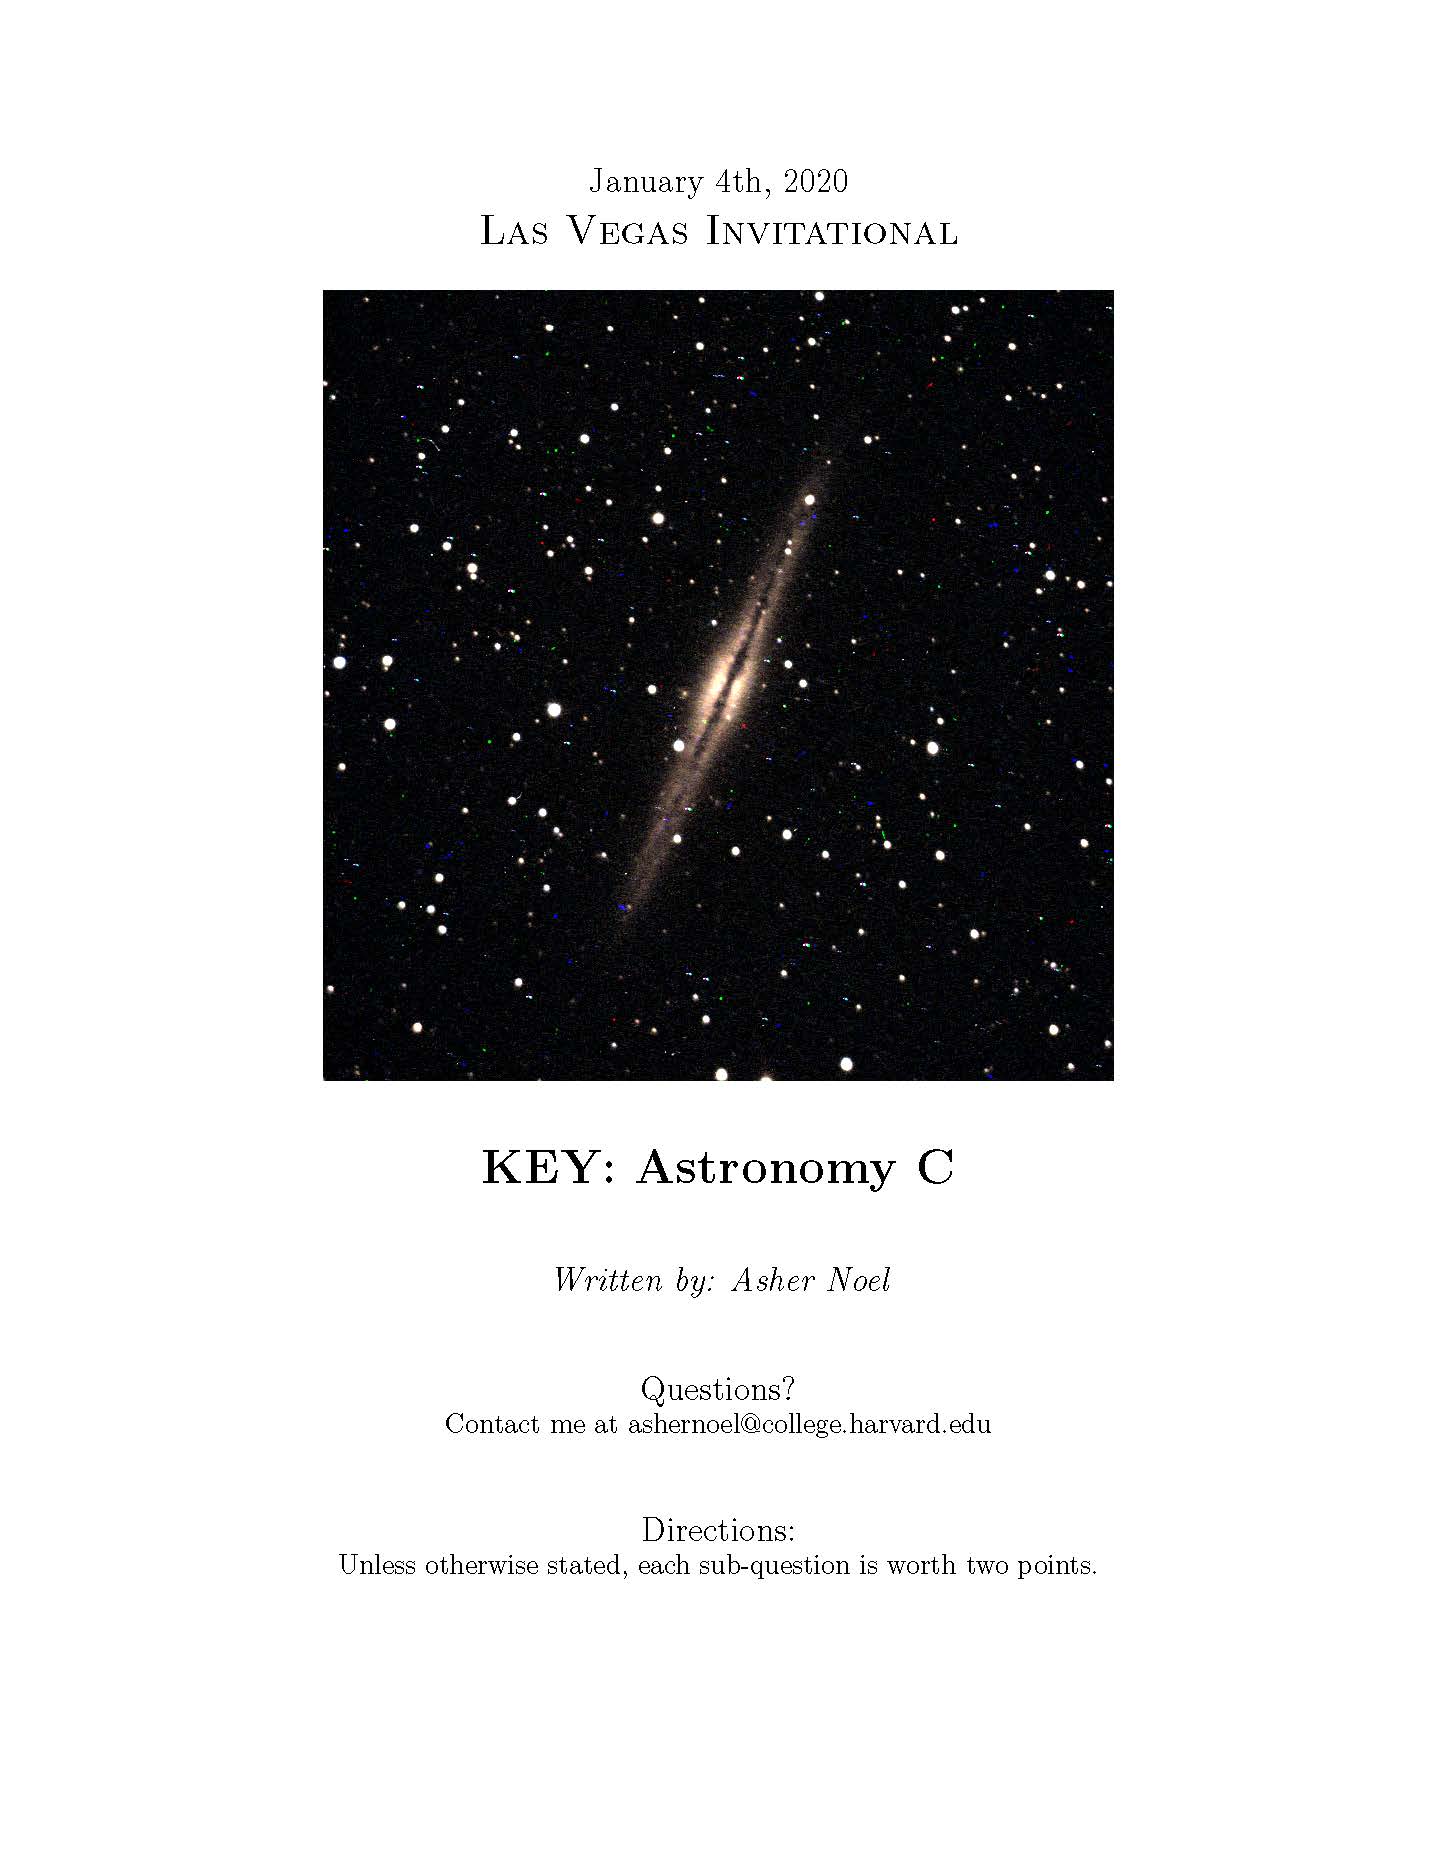 January 4th, 2020
Las Vegas Invitational
KEY: Astronomy C
Written by: Asher Noel
Questions?
Contact me at ashernoel@college.harvard.edu
Directions:
Unless otherwise stated, each sub-question is worth two points.